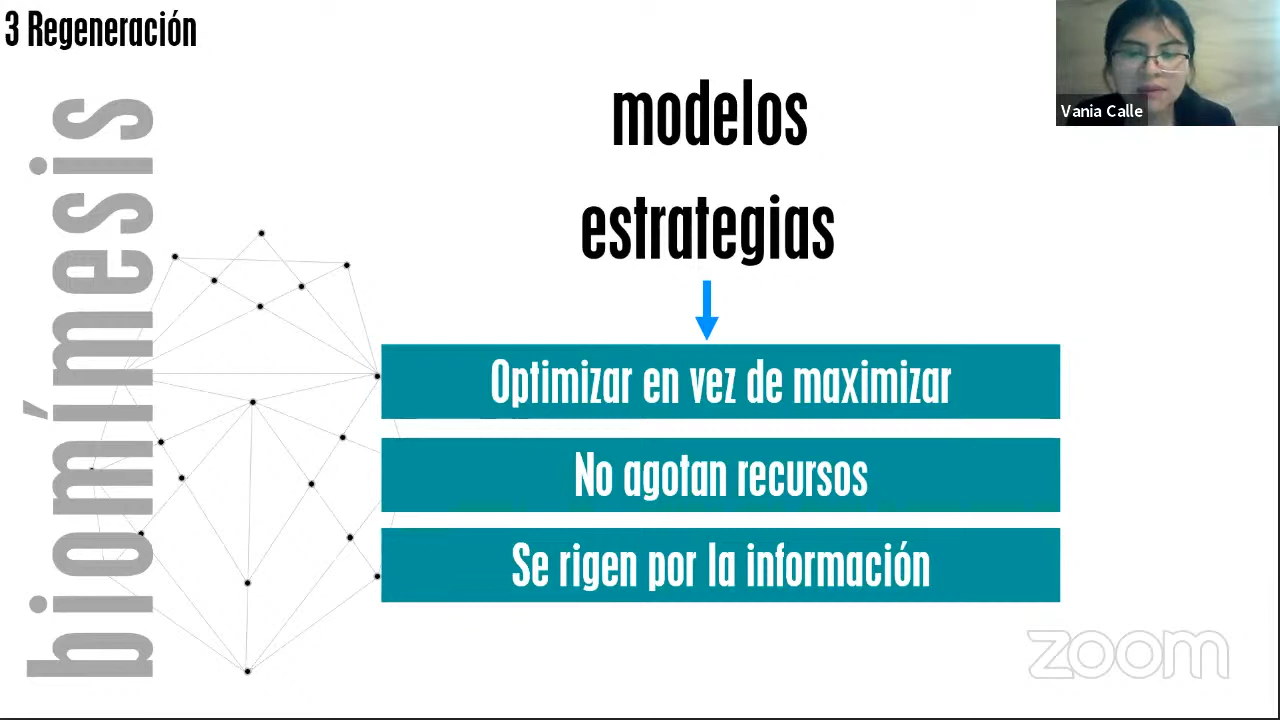 3 Regeneración
Vania Calle
modelos
estrategias
biomímesis
Optimizar en vez de maximizar
No agotan recursos
Se rigen por la información
zoom